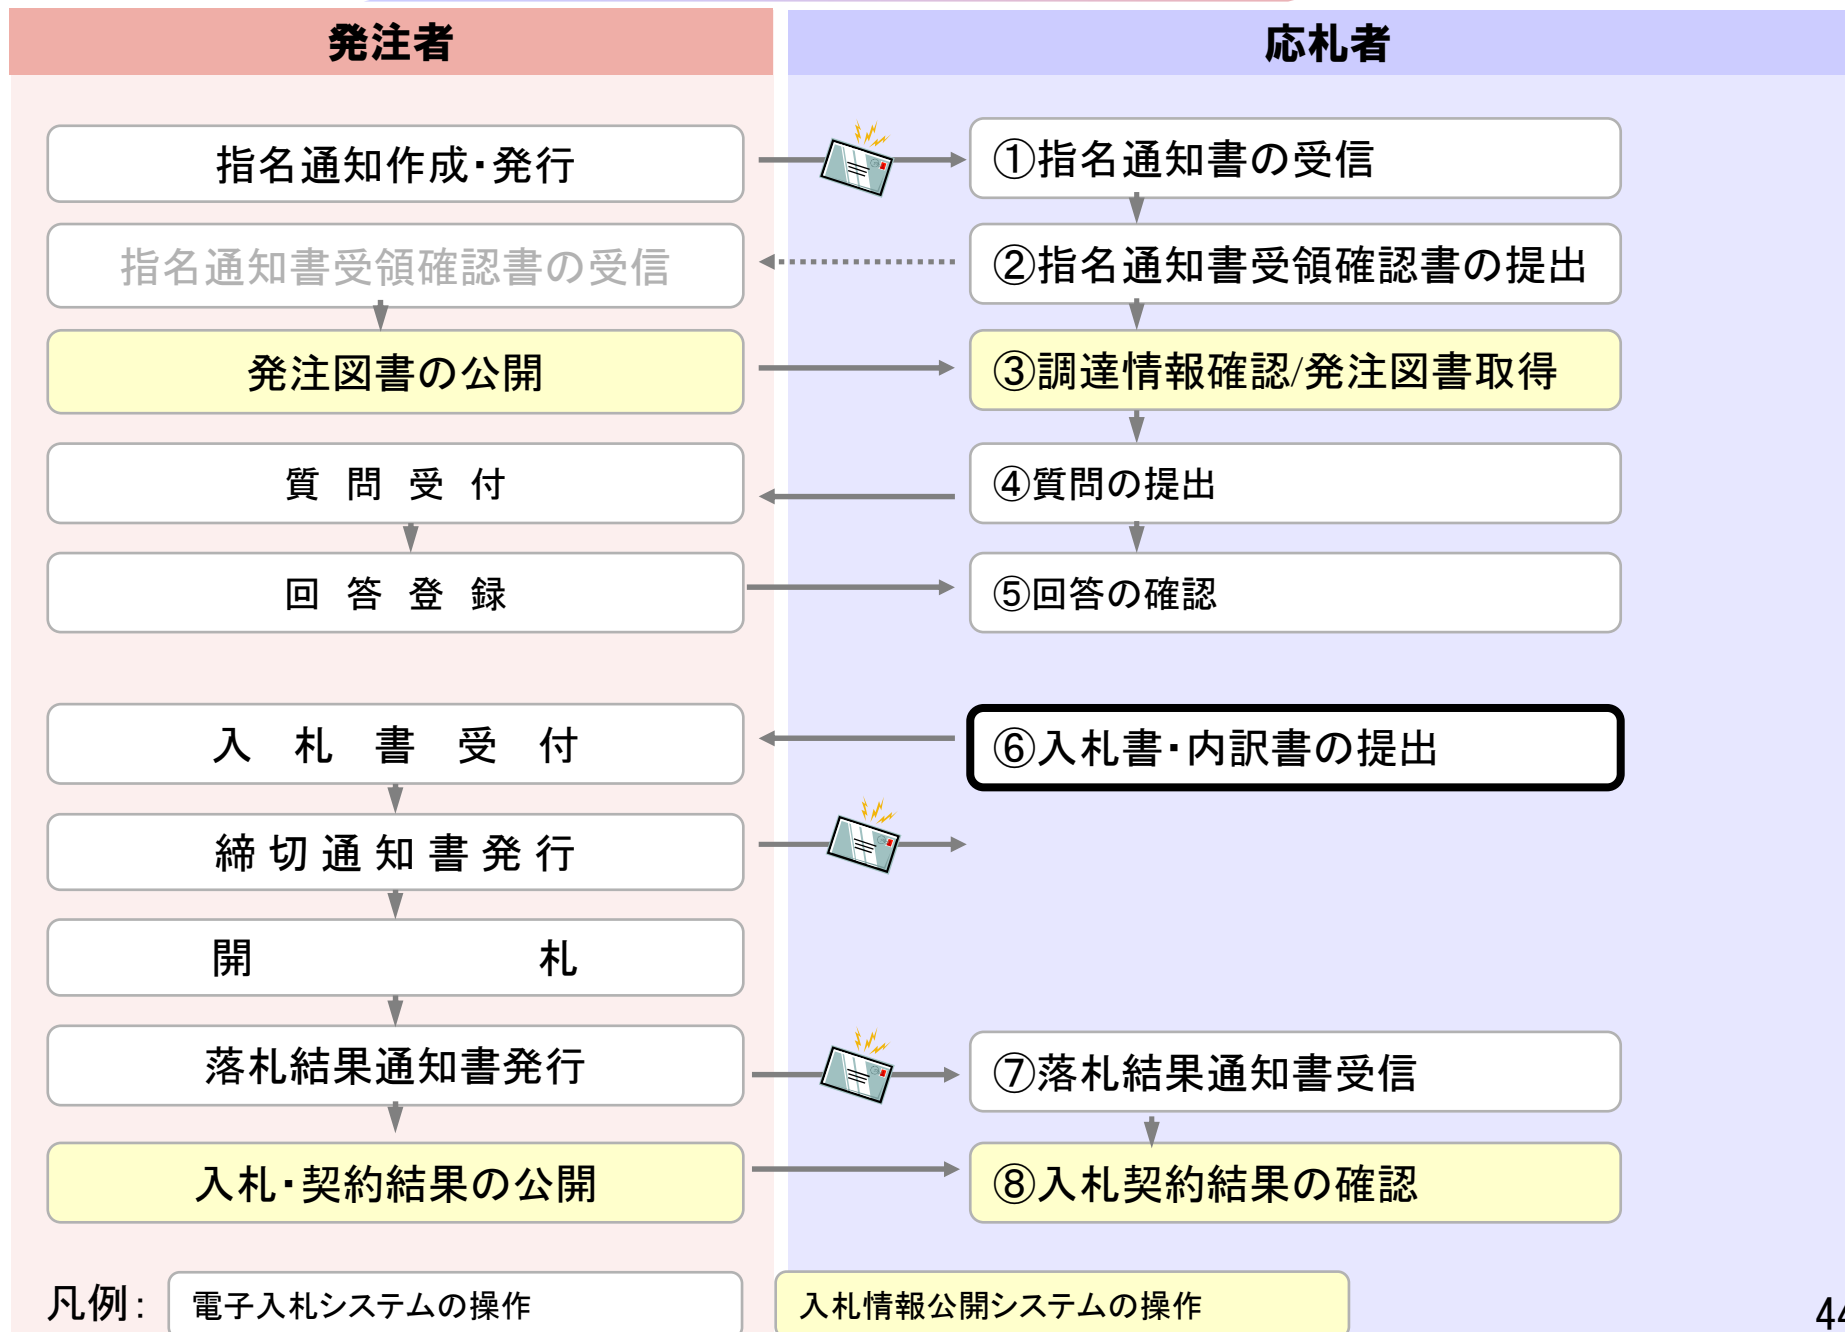 発注者
応札者
指名通知作成・発行
①指名通知書の受信
指名通知書受領確認書の受信
②指名通知書受領確認書の提出
発注図書の公開
③調達情報確認/発注図書取得
質 問 受 付
④質問の提出
回 答 登 録
⑤回答の確認
入 札 書 受 付
⑥入札書・内訳書の提出
締 切 通 知 書 発 行
開 札
落札結果通知書発行
⑦落札結果通知書受信
入札・契約結果の公開
⑧入札契約結果の確認
凡例：
電子入札システムの操作
入札情報公開システムの操作
44